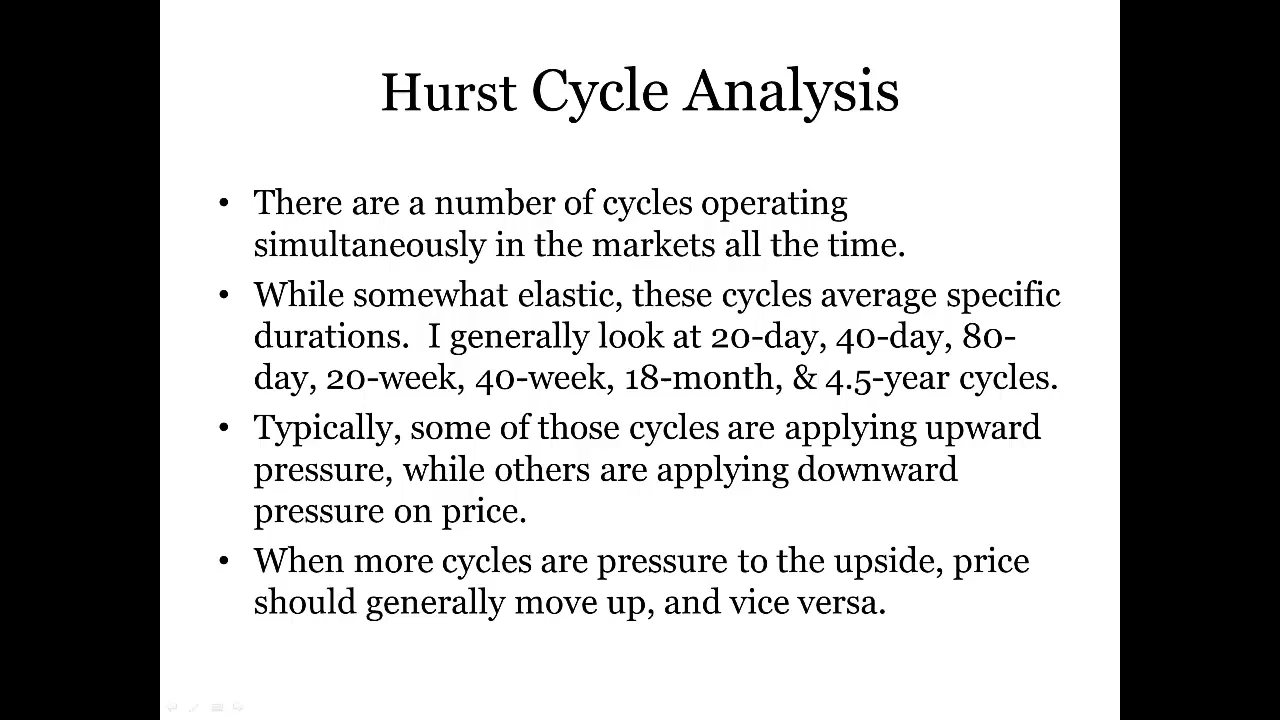 Hurst Cycle Analysis
• There are a number of cycles operating
simultaneously in the markets all the time.
• While somewhat elastic, these cycles average specific
durations.  I generally look at 20-day, 40-day, 80-
day, 20-week, 40-week, 18-month, & 4.5-year cycles.
• Typically, some of those cycles are applying upward
pressure, while others are applying downward
pressure on price.
• When more cycles are pressure to the upside, price
should generally move up, and vice versa.